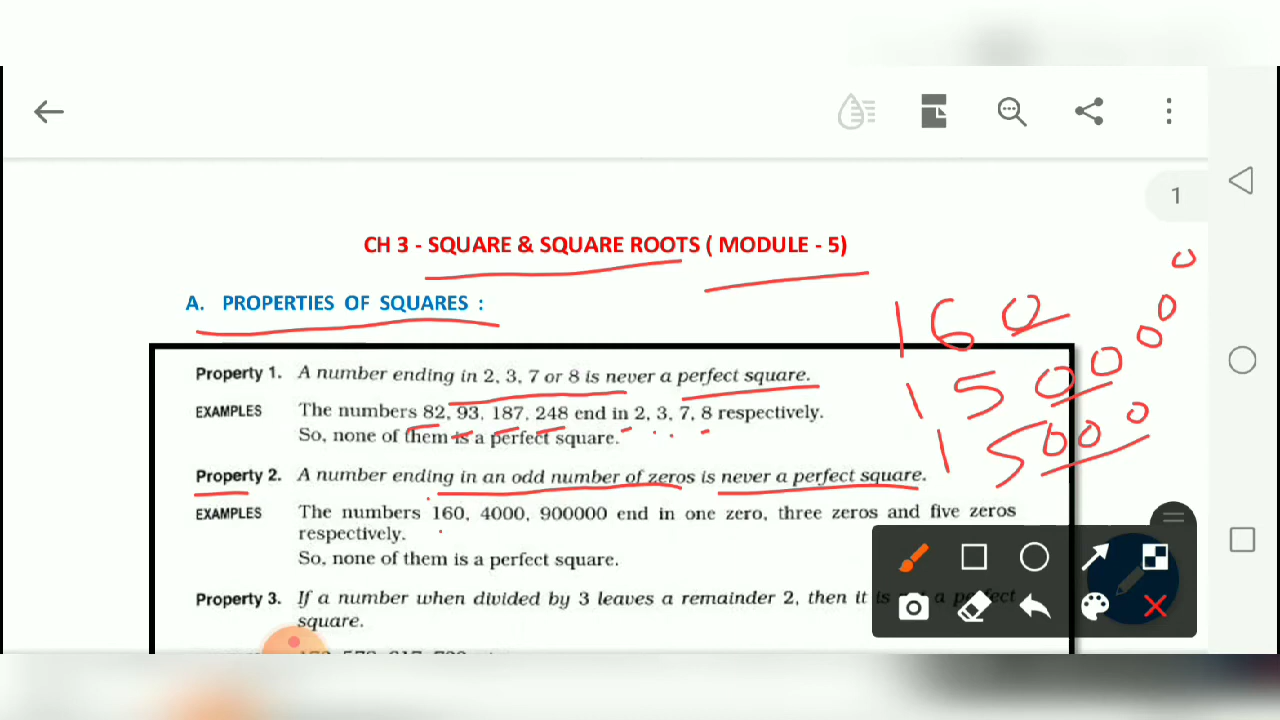 1
CH 3 - SQUARE & SQUARE ROOTS ( MODULE - 5)
A. PROPERTIES OF SQUARES :
Property 1. A number ending in 2, 3, 7 or 8 is never a perfect square.
EXAMPLES The numbers 82, 93, 187, 248 end in 2, 3, 7, 8 respectively.
So, none of them is a perfect square.
Property 2. A number ending in an odd number of zeros is never a perfect square.
EXAMPLES The numbers 160, 4000, 900000 end in one zero, three zeros and five zeros
respectively.
So, none of them is a perfect square.
Property 3. If a number when divided by 3 leaves a remainder 2, then it is not a perfect
square.
160
1500000
15000